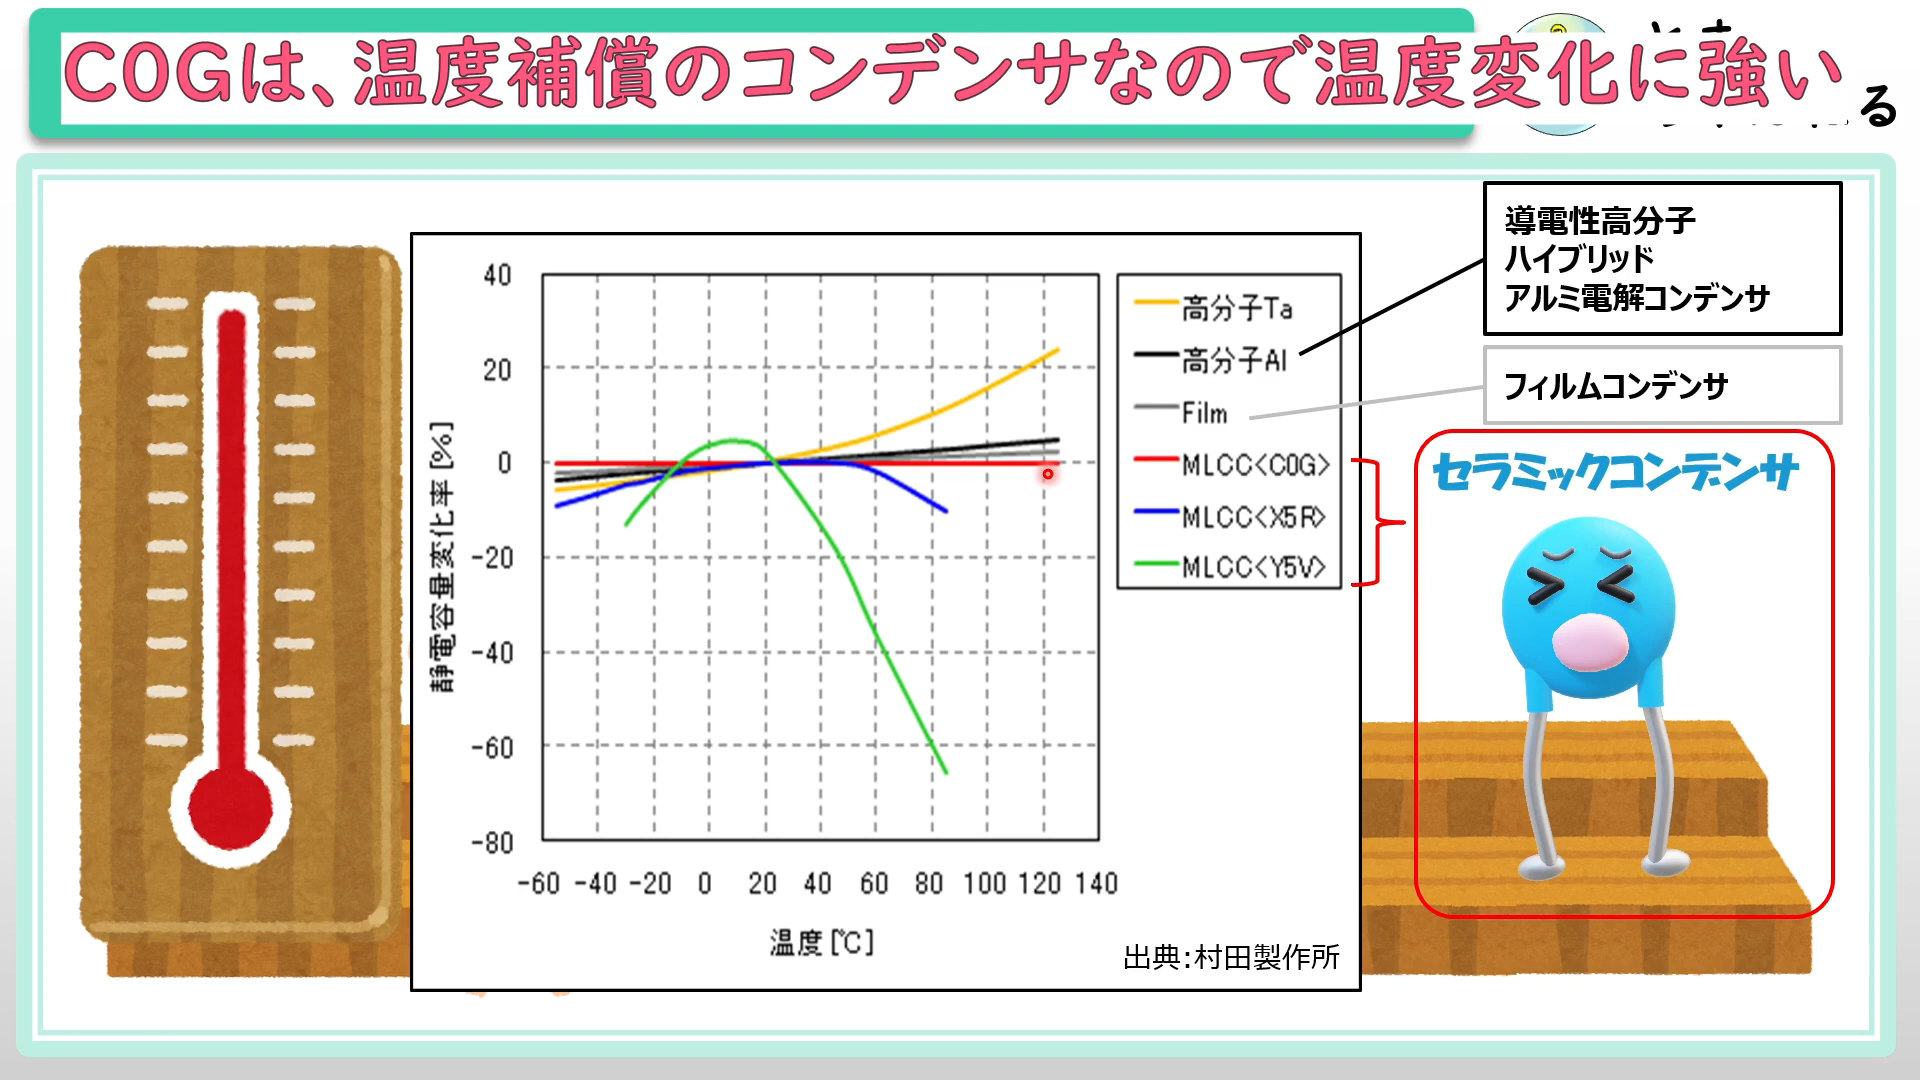 C0Gは、温度補償のコンデンサなので温度変化に強い
る
導電性高分子
ハイブリッド
アルミ電解コンデンサ
フィルムコンデンサ
セラミックコンデンサ
高分子Ta
高分子Al
Film
MLCC<C0G>
MLCC<X5R>
MLCC<Y5V>
静電容量変化率 [%]
40
20
0
-20
-40
-60
-80
-60 -40 -20 0 20 40 60 80 100 120 140
温度[℃]
出典:村田製作所